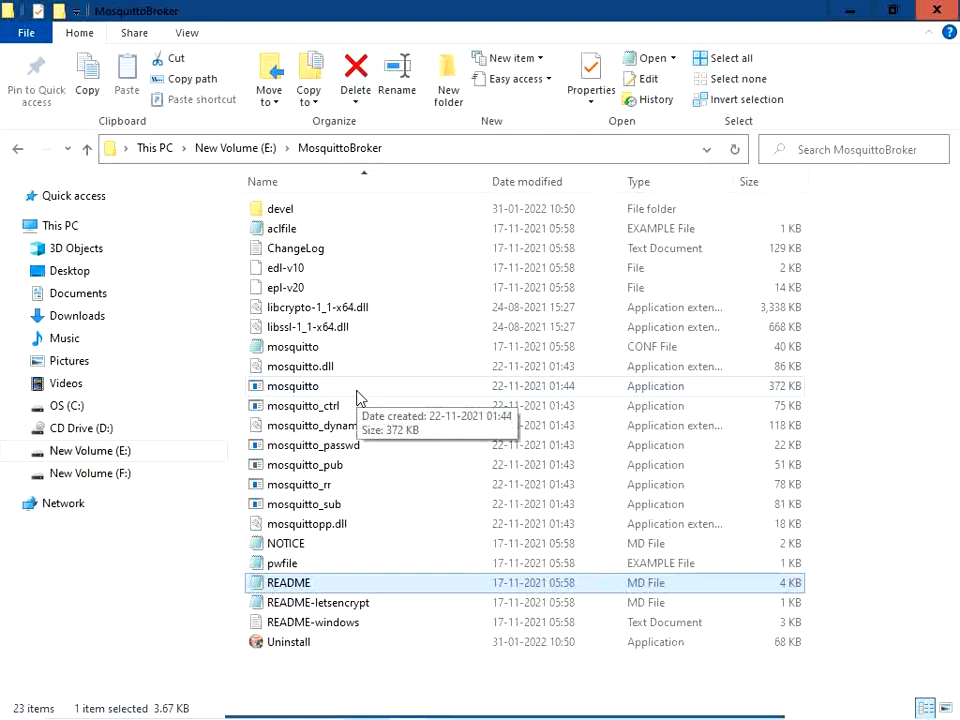 MosquittoBroker
File Home Share View
Pin to Quick access
Copy
Paste
Cut
Copy path
Paste shortcut
Move to
Copy to
Delete
Rename
New folder
New item
Easy access
Properties
Open
Edit
History
Select all
Select none
Invert selection
Clipboard Organize New Open Select
This PC New Volume (E:) MosquittoBroker
Search MosquittoBroker
Quick access
This PC
3D Objects
Desktop
Documents
Downloads
Music
Pictures
Videos
OS (C:)
CD Drive (D:)
New Volume (E:)
New Volume (F:)
Network
Name Date modified Type Size
devel 31-01-2022 10:50 File folder
aclfile 17-11-2021 05:58 EXAMPLE File 1 KB
ChangeLog 17-11-2021 05:58 Text Document 129 KB
edl-v10 17-11-2021 05:58 File 2 KB
epl-v20 17-11-2021 05:58 File 14 KB
libcrypto-1_1-x64.dll 24-08-2021 15:27 Application exten... 3,338 KB
libssl-1_1-x64.dll 24-08-2021 15:27 Application exten.. 668 KB
mosquitto 17-11-2021 05:58 CONF File 40 KB
mosquitto.dll 22-11-2021 01:43 Application exten... 86 KB
mosquitto 22-11-2021 01:44 Application 372 KB
mosquitto_ctrl 22-11-2021 01:43 Application 75 KB
mosquitto_dynam 22-11-2021 01:43 Application exten... 118 KB
Date created: 22-11-2021 01:44
Size: 372 KB
mosquitto_passwd 22-11-2021 01:43 Application 22 KB
mosquitto_pub 22-11-2021 01:43 Application 51 KB
mosquitto_rr 22-11-2021 01:43 Application 78 KB
mosquitto_sub 22-11-2021 01:43 Application 81 KB
mosquittopp.dll 22-11-2021 01:43 Application exten... 18 KB
NOTICE 17-11-2021 05:58 MD File 2 KB
pwfile 17-11-2021 05:58 EXAMPLE File 1 KB
README 17-11-2021 05:58 MD File 4 KB
README-letsencrypt 17-11-2021 05:58 MD File 1 KB
README-windows 17-11-2021 05:58 Text Document 3 KB
Uninstall 31-01-2022 10:50 Application 68 KB
23 items 1 item selected 3.67 KB